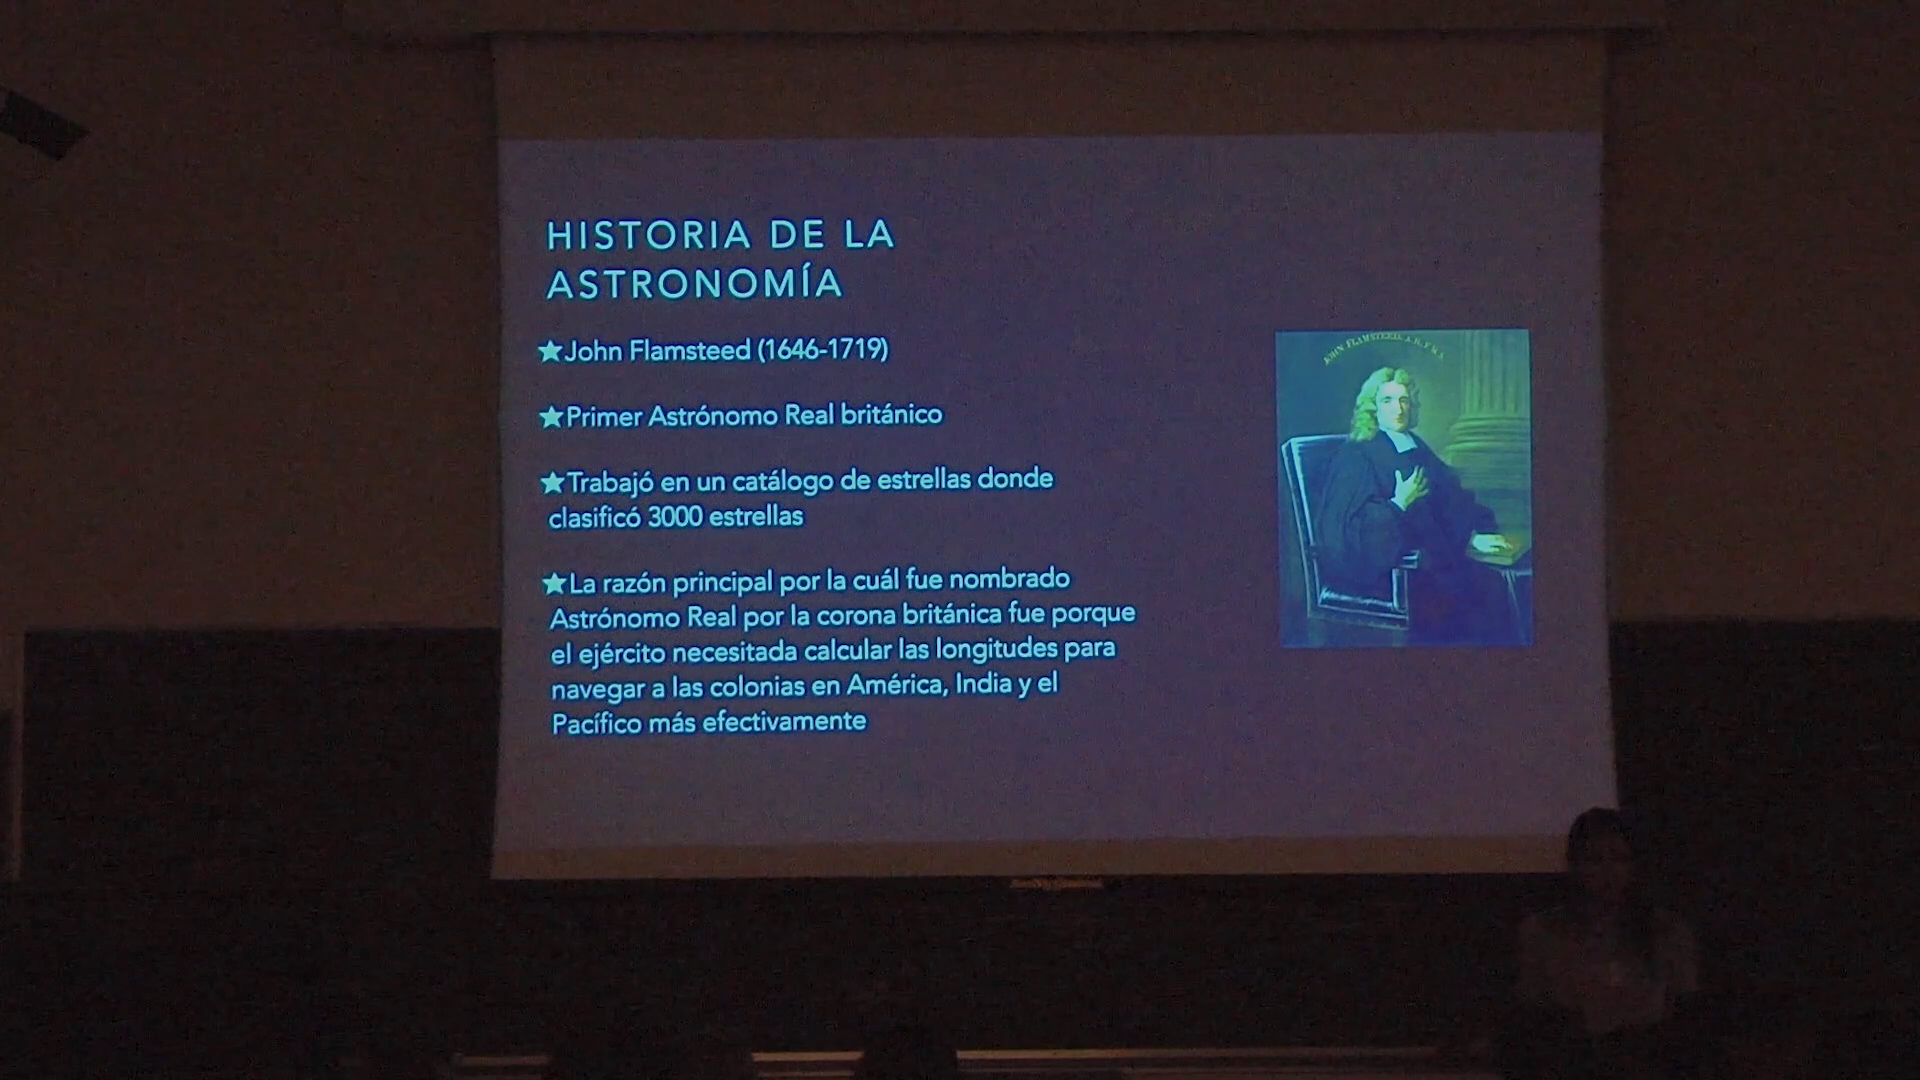 HISTORIA DE LA
ASTRONOMÍA
★John Flamsteed (1646-1719)
★Primer Astrónomo Real británico
★Trabajó en un catálogo de estrellas donde
clasificó 3000 estrellas
★La razón principal por la cuál fue nombrado
Astrónomo Real por la corona británica fue porque
el ejército necesitada calcular las longitudes para
navegar a las colonias en América, India y el
Pacífico más efectivamente
JOHN FLAMSTEED